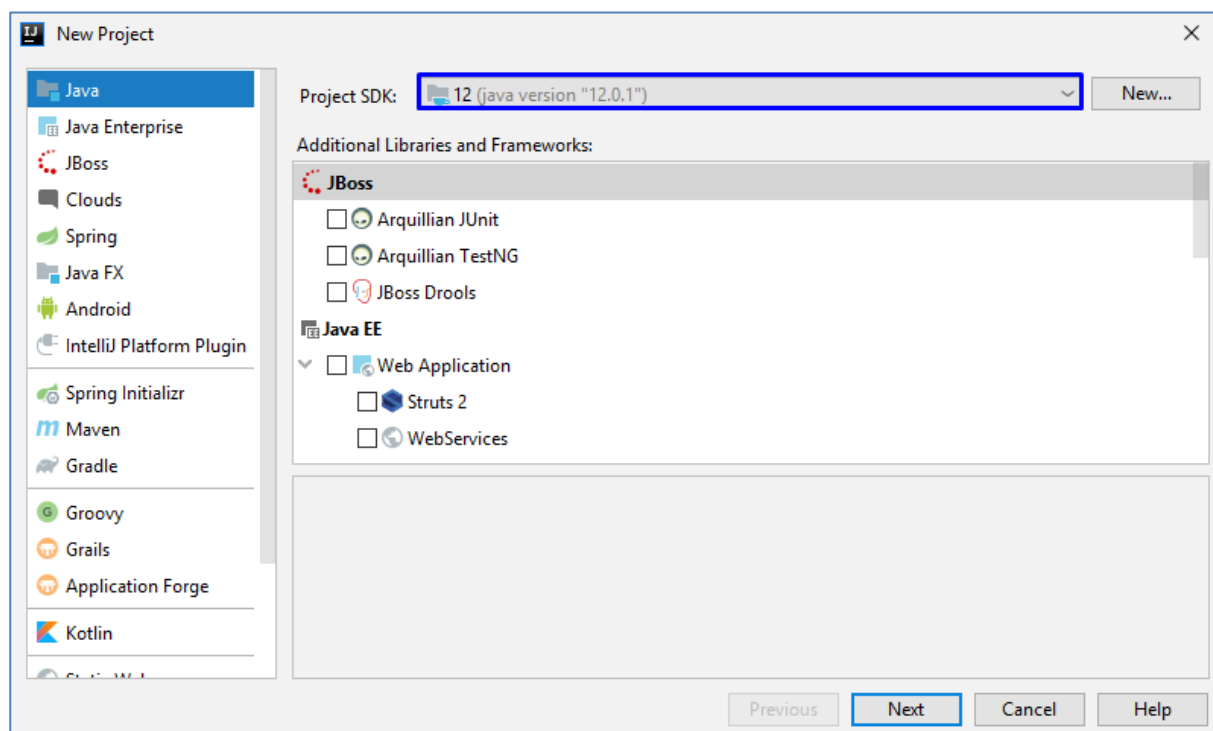 New Project
Java
Java Enterprise
JBoss
Clouds
Spring
Java FX
Android
IntelliJ Platform Plugin
Spring Initializr
Maven
Gradle
Groovy
Grails
Application Forge
Kotlin
Project SDK: 12 (java version "12.0.1") New...
Additional Libraries and Frameworks:
JBoss
Arquillian JUnit
Arquillian TestNG
JBoss Drools
Java EE
Web Application
Struts 2
WebServices
Previous Next Cancel Help